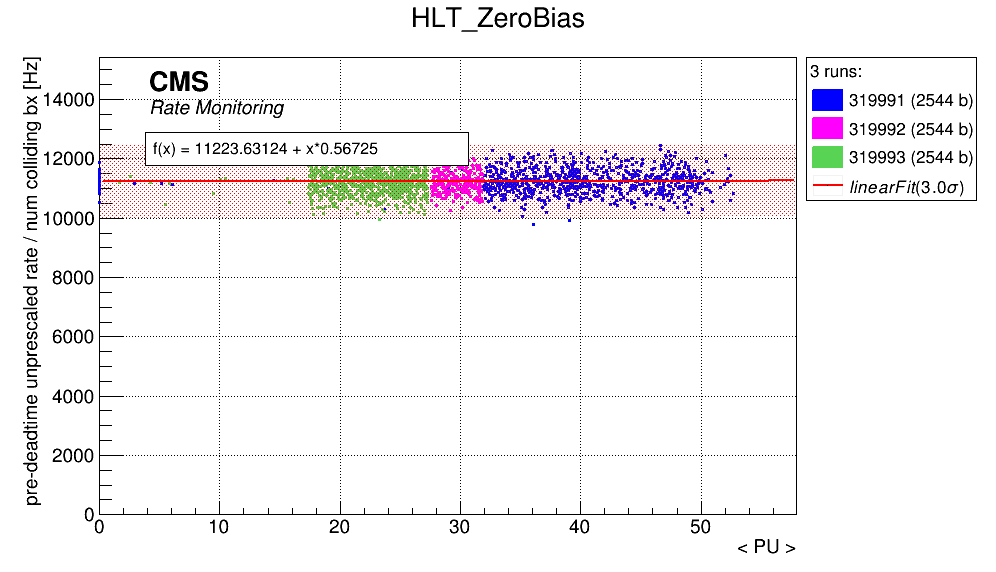 HLT_ZeroBias
pre-deadtime unprescaled rate / num colliding bx [Hz]
CMS
Rate Monitoring
f(x) = 11223.63124 + x*0.56725
14000
12000
10000
8000
6000
4000
2000
0
0 10 20 30 40 50
< PU >
3 runs:
319991 (2544 b)
319992 (2544 b)
319993 (2544 b)
linearFit(3.0σ)